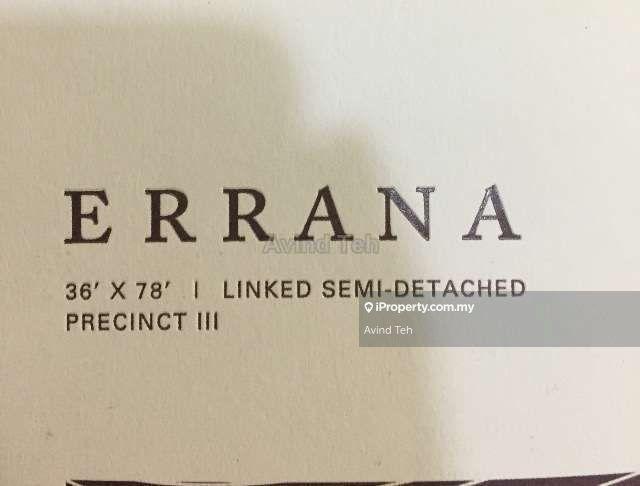 ERRANA
Avind Teh
36' X 78' | LINKED SEMI-DETACHED
PRECINCT III
iProperty.com.my
Avind Teh